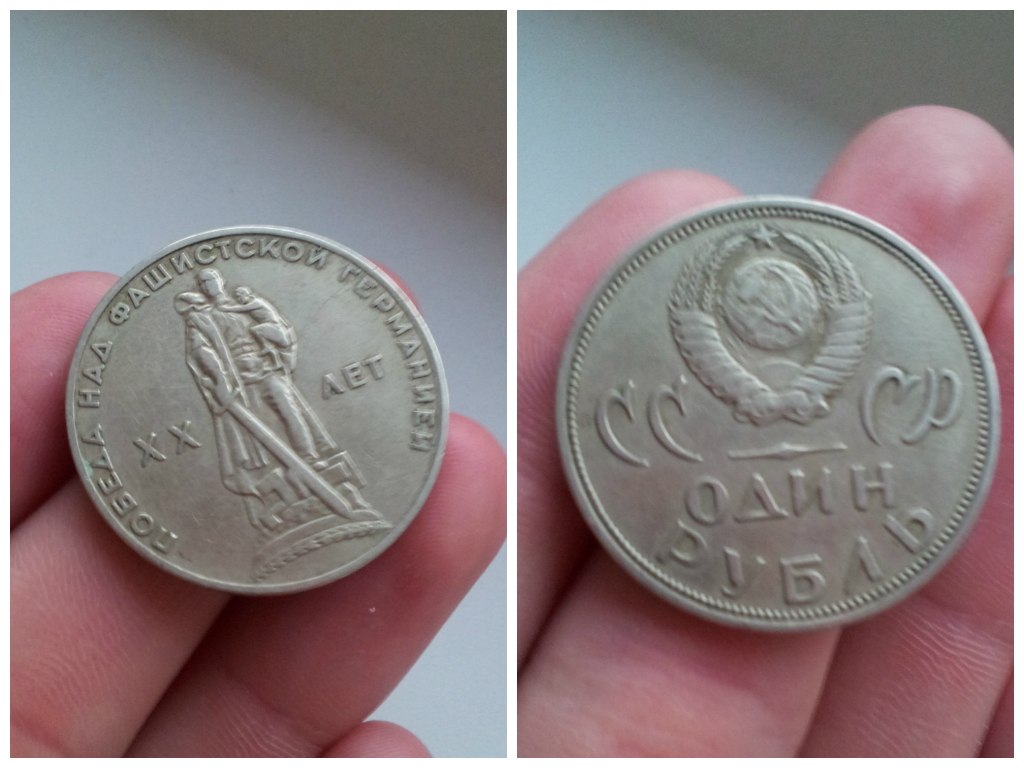 ПОБЕДА НАД ФАШИСТСКОЙ ГЕРМАНИЕЙ
XX ЛЕТ
СССР
ОДИН
РУБЛЬ